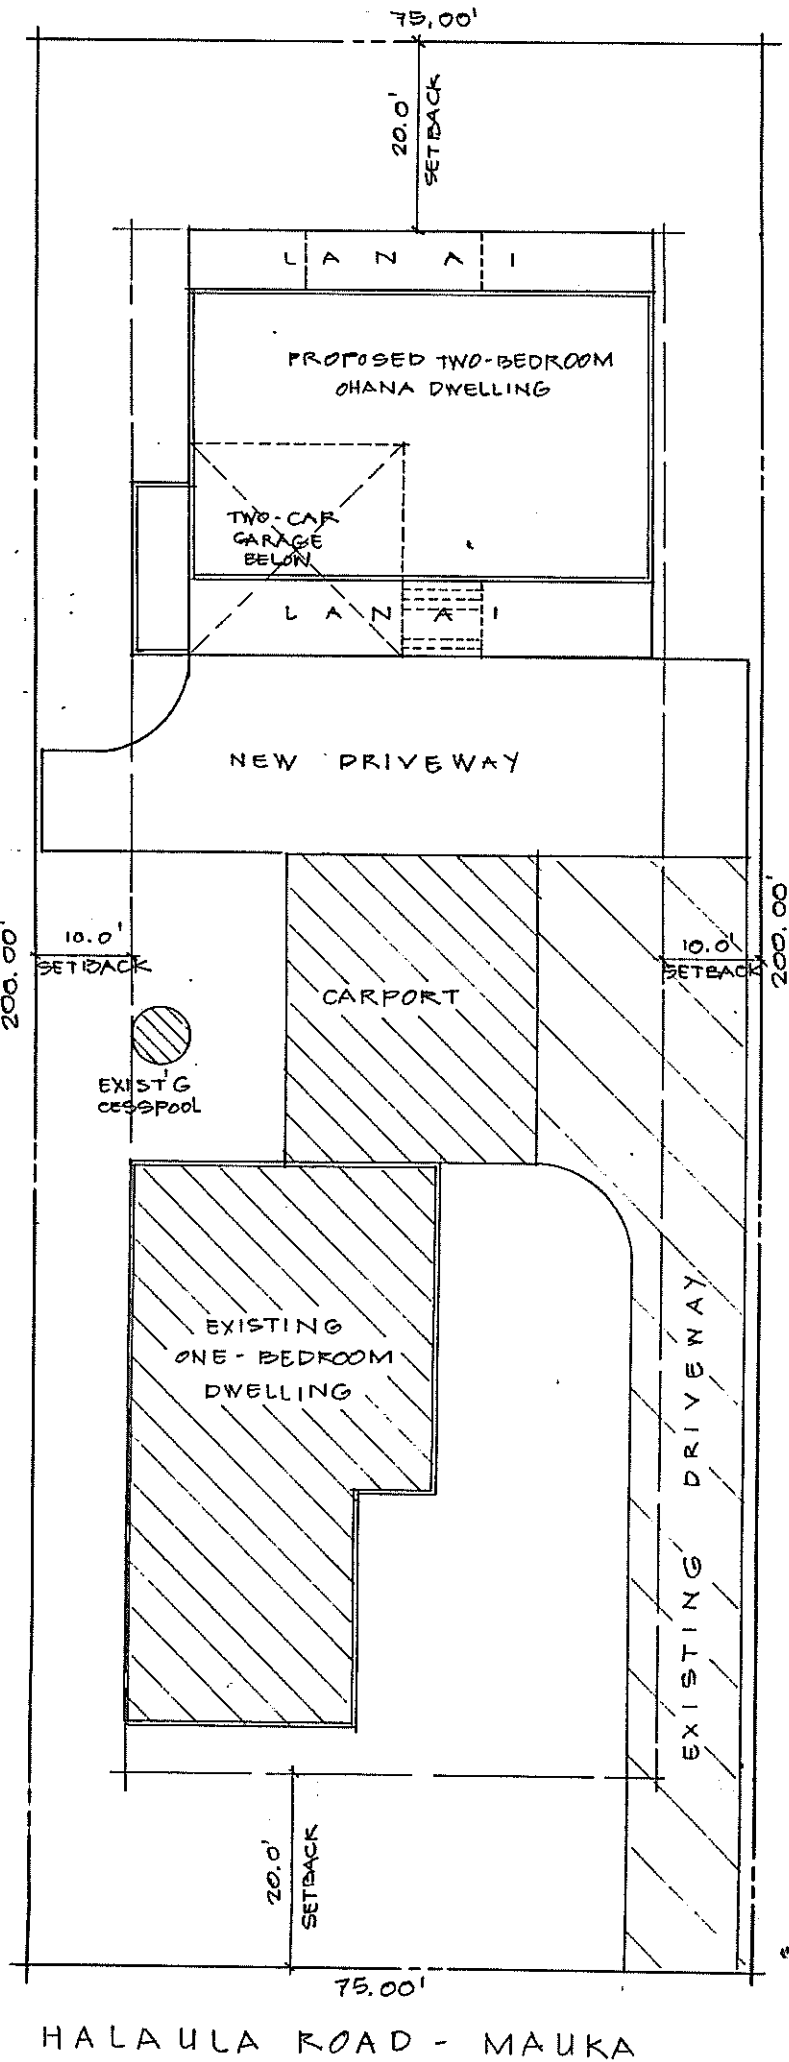 75.00'
20.0'
SETBACK
LANAI
PROPOSED TWO-BEDROOM
OHANA DWELLING
TWO-CAR
GARAGE
BELOW
LANAI
NEW DRIVEWAY
200.00'
10.0'
SETBACK
10.0'
SETBACK
200.00'
CARPORT
EXIST'G
CESSPOOL
EXISTING
ONE-BEDROOM
DWELLING
EXISTING DRIVEWAY
20.0'
SETBACK
75.00'
HALAULA ROAD - MAUKA